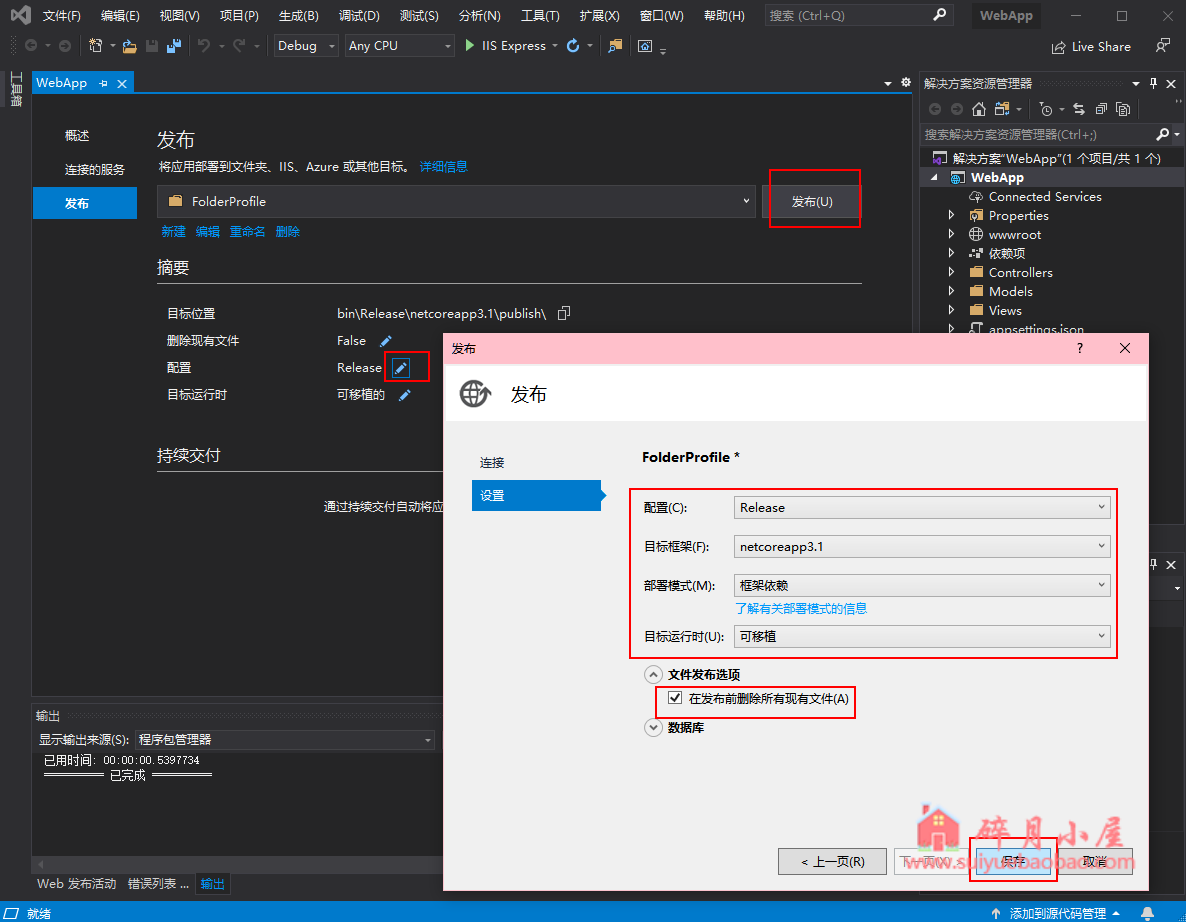 文件(F) 编辑(E) 视图(V) 项目(P) 生成(B) 调试(D) 测试(S) 分析(N) 工具(T) 扩展(X) 窗口(W) 帮助(H) 搜索 (Ctrl+Q) WebApp
Debug Any CPU IIS Express Live Share
工具箱
WebApp
概述
连接的服务
发布
发布
将应用部署到文件夹、IIS、Azure 或其他目标。 详细信息
FolderProfile 发布(U)
新建 编辑 重命名 删除
摘要
目标位置 bin\Release\netcoreapp3.1\publish\
删除现有文件 False
配置 Release
目标运行时 可移植的
持续交付
通过持续交付自动将应
解决方案资源管理器
搜索解决方案资源管理器(Ctrl+;)
解决方案"WebApp"(1 个项目/共 1 个)
WebApp
Connected Services
Properties
wwwroot
依赖项
Controllers
Models
Views
appsettings.json
发布 ?
发布
连接
设置
FolderProfile *
配置(C): Release
目标框架(F): netcoreapp3.1
部署模式(M): 框架依赖
了解有关部署模式的信息
目标运行时(U): 可移植
文件发布选项
在发布前删除所有现有文件(A)
数据库
< 上一页(R) 下一页(X) > 保存 取消
碎月小屋
www.suiyuebaobao.com
输出
显示输出来源(S): 程序包管理器
已用时间: 00:00:00.5397734
========== 已完成 ==========
Web 发布活动 错误列表 ... 输出
就绪 添加到源代码管理